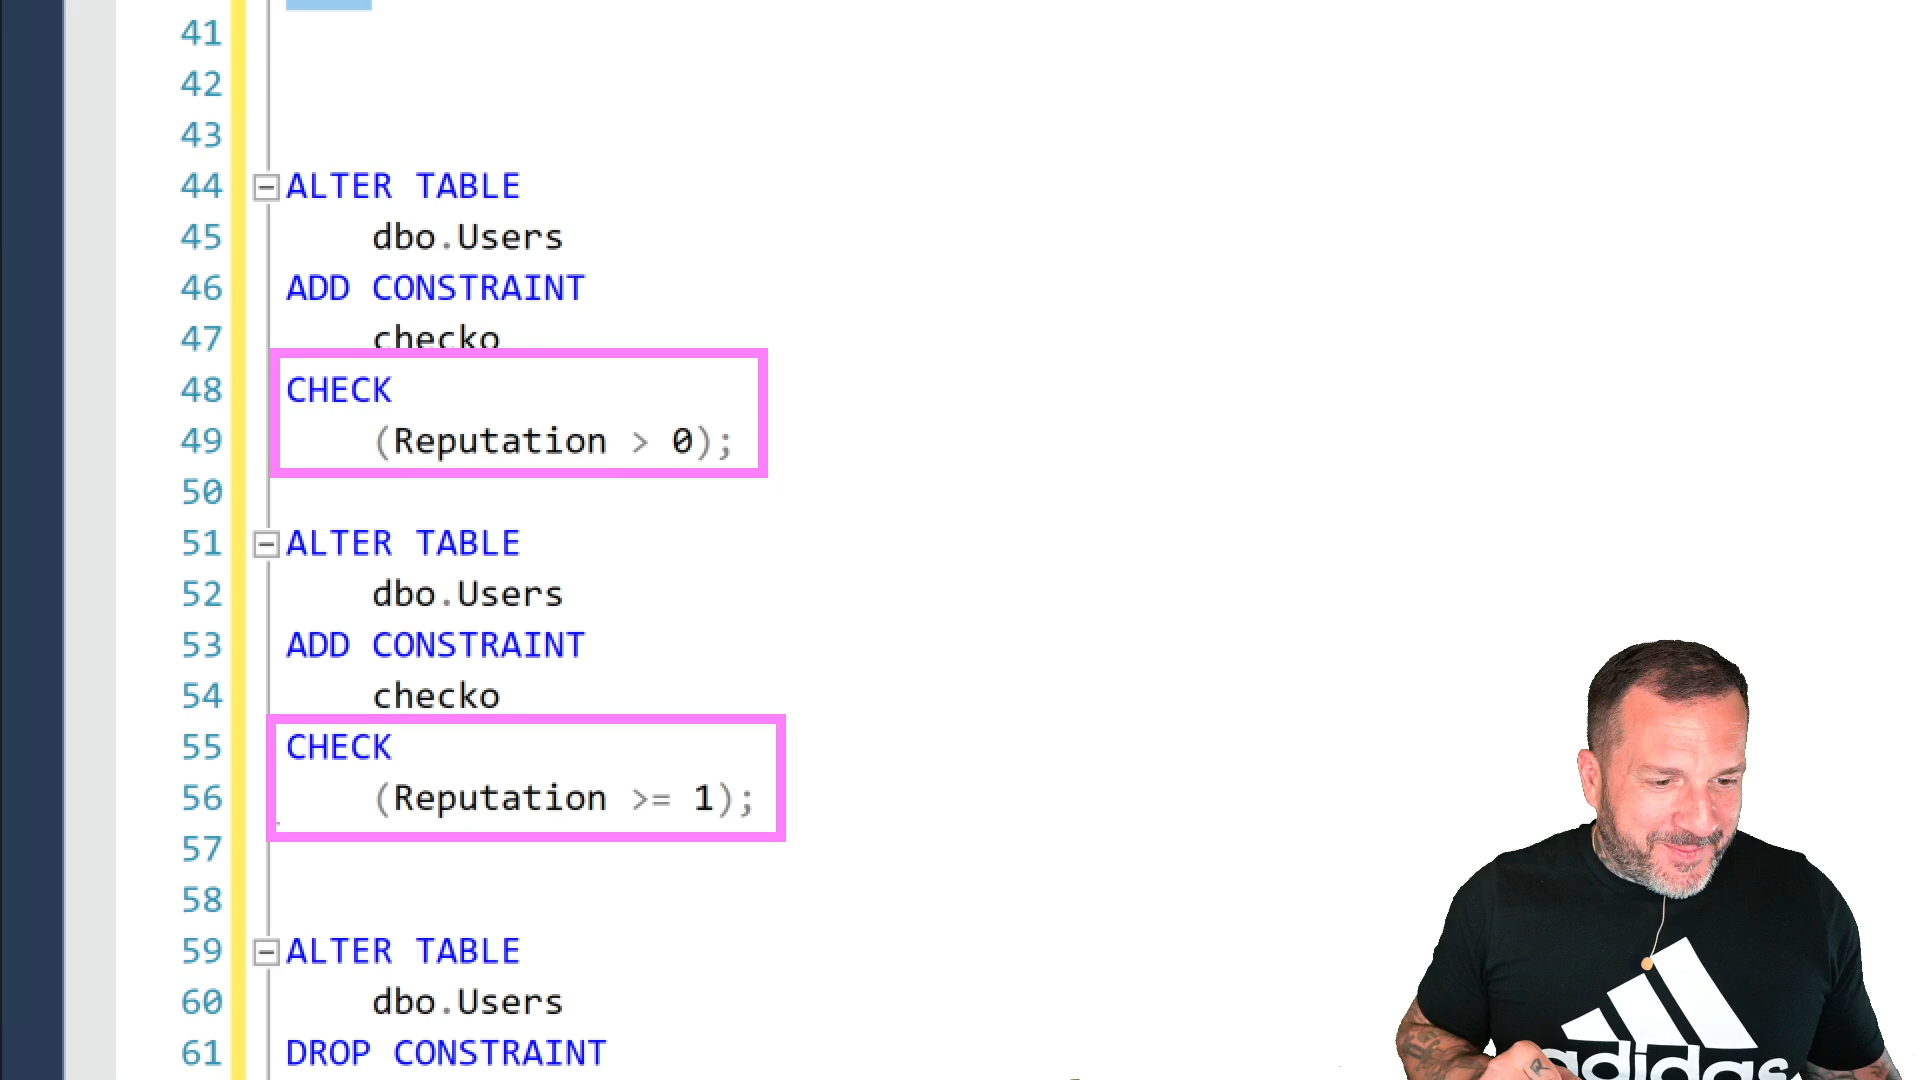 41
42
43
44 ALTER TABLE
45 dbo.Users
46 ADD CONSTRAINT
47 checko
48 CHECK
49 (Reputation > 0);
50
51 ALTER TABLE
52 dbo.Users
53 ADD CONSTRAINT
54 checko
55 CHECK
56 (Reputation >= 1);
57
58
59 ALTER TABLE
60 dbo.Users
61 DROP CONSTRAINT
adidas